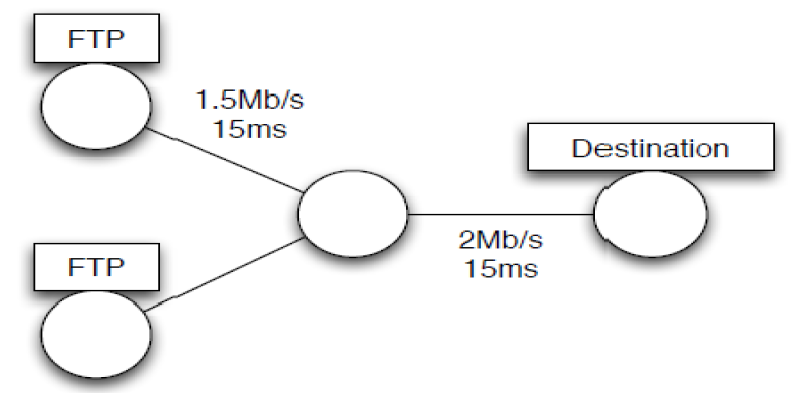 FTP
1.5Mb/s
15ms
Destination
2Mb/s
15ms
FTP